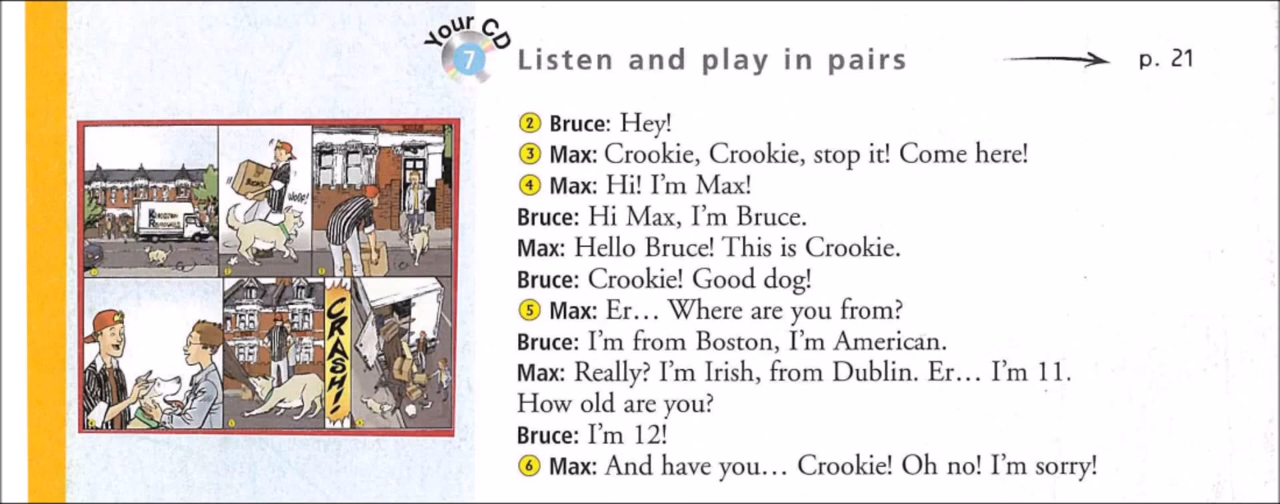 Your CD
7 Listen and play in pairs p. 21
2 Bruce: Hey!
3 Max: Crookie, Crookie, stop it! Come here!
4 Max: Hi! I'm Max!
Bruce: Hi Max, I'm Bruce.
Max: Hello Bruce! This is Crookie.
Bruce: Crookie! Good dog!
5 Max: Er... Where are you from?
Bruce: I'm from Boston, I'm American.
Max: Really? I'm Irish, from Dublin. Er... I'm 11.
How old are you?
Bruce: I'm 12!
6 Max: And have you... Crookie! Oh no! I'm sorry!
WOOF!
CRASH!